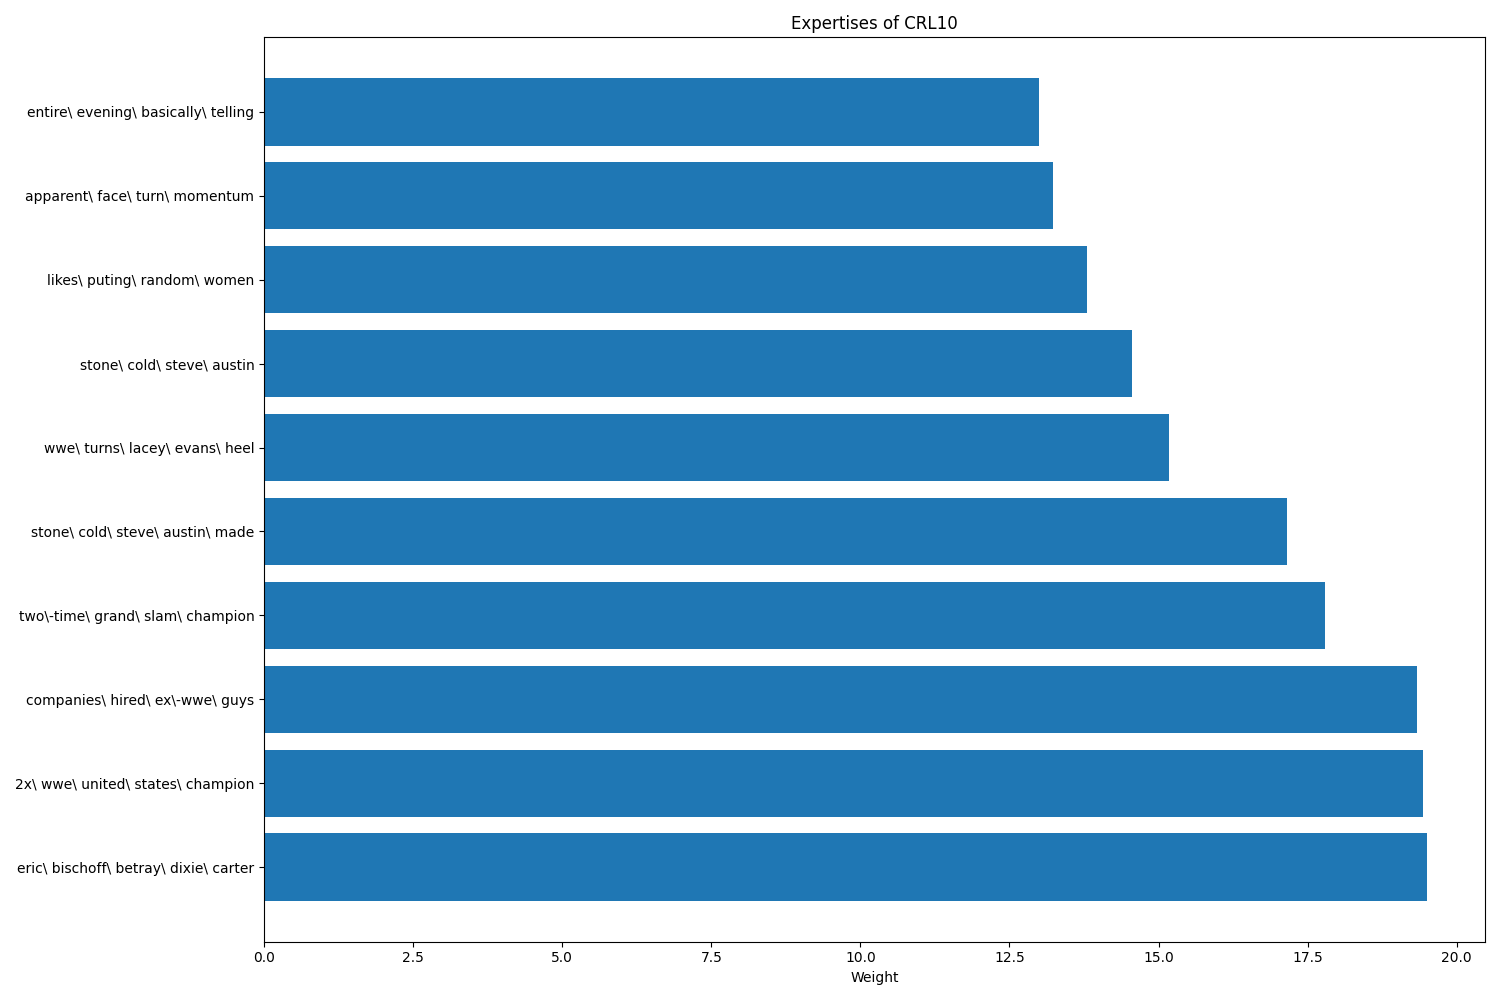 Expertises of CRL10
entire\ evening\ basically\ telling
apparent\ face\ turn\ momentum
likes\ puting\ random\ women
stone\ cold\ steve\ austin
wwe\ turns\ lacey\ evans\ heel
stone\ cold\ steve\ austin\ made
two\-time\ grand\ slam\ champion
companies\ hired\ ex\-wwe\ guys
2x\ wwe\ united\ states\ champion
eric\ bischoff\ betray\ dixie\ carter
0.0 2.5 5.0 7.5 10.0 12.5 15.0 17.5 20.0
Weight